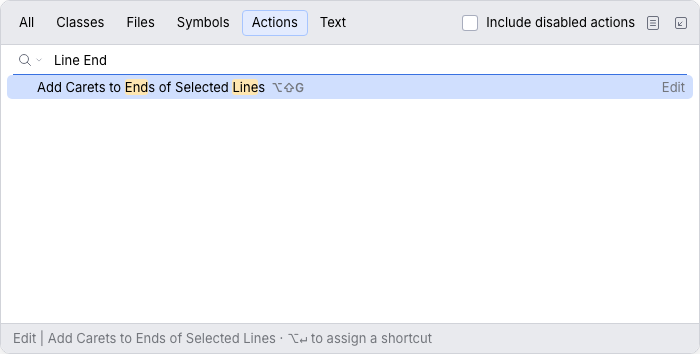 All Classes Files Symbols Actions Text Include disabled actions
Line End
Add Carets to Ends of Selected Lines ⌥⇧G Edit
Edit | Add Carets to Ends of Selected Lines · ⌥↵ to assign a shortcut